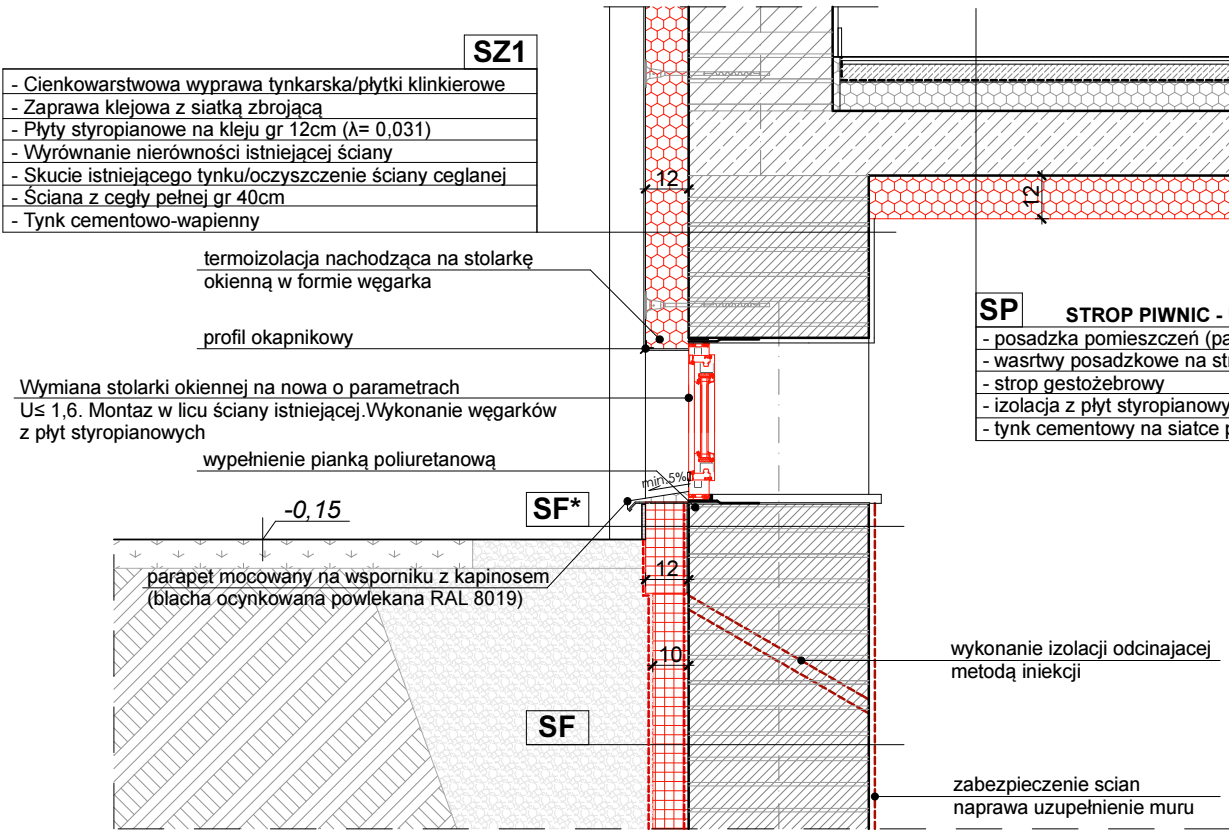 SZ1
- Cienkowarstwowa wyprawa tynkarska/płytki klinkierowe
- Zaprawa klejowa z siatką zbrojącą
- Płyty styropianowe na kleju gr 12cm (λ= 0,031)
- Wyrównanie nierówności istniejącej ściany
- Skucie istniejącego tynku/oczyszczenie ściany ceglanej
- Ściana z cegły pełnej gr 40cm
- Tynk cementowo-wapienny
12
12
termoizolacja nachodząca na stolarkę
okienną w formie węgarka
profil okapnikowy
SP
STROP PIWNIC -
- posadzka pomieszczeń (pa
- wasrtwy posadzkowe na str
- strop gestożebrowy
- izolacja z płyt styropianowy
- tynk cementowy na siatce p
Wymiana stolarki okiennej na nowa o parametrach
U≤ 1,6. Montaz w licu ściany istniejącej.Wykonanie węgarków
z płyt styropianowych
wypełnienie pianką poliuretanową
min.5%
SF*
-0,15
parapet mocowany na wsporniku z kapinosem
(blacha ocynkowana powlekana RAL 8019)
12
10
wykonanie izolacji odcinajacej
metodą iniekcji
SF
zabezpieczenie scian
naprawa uzupełnienie muru